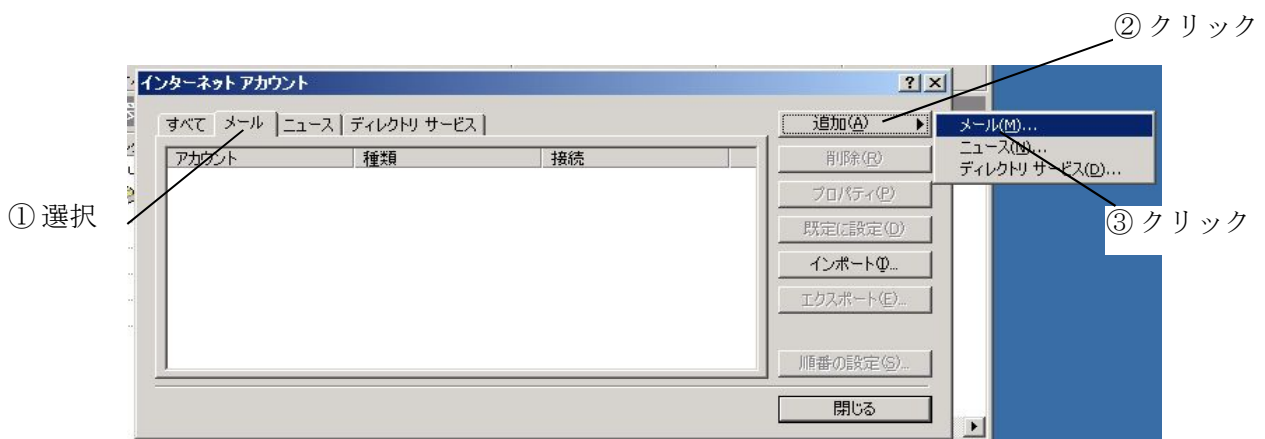 ② クリック
インターネット アカウント
すべて メール ニュース ディレクトリ サービス
追加(A)
メール(M)...
アカウント 種類 接続
削除(R)
ニュース(N)...
ディレクトリ サービス(D)...
プロパティ(P)
① 選択
既定に設定(D)
③ クリック
インポート(I)...
エクスポート(E)...
順番の設定(S)...
閉じる